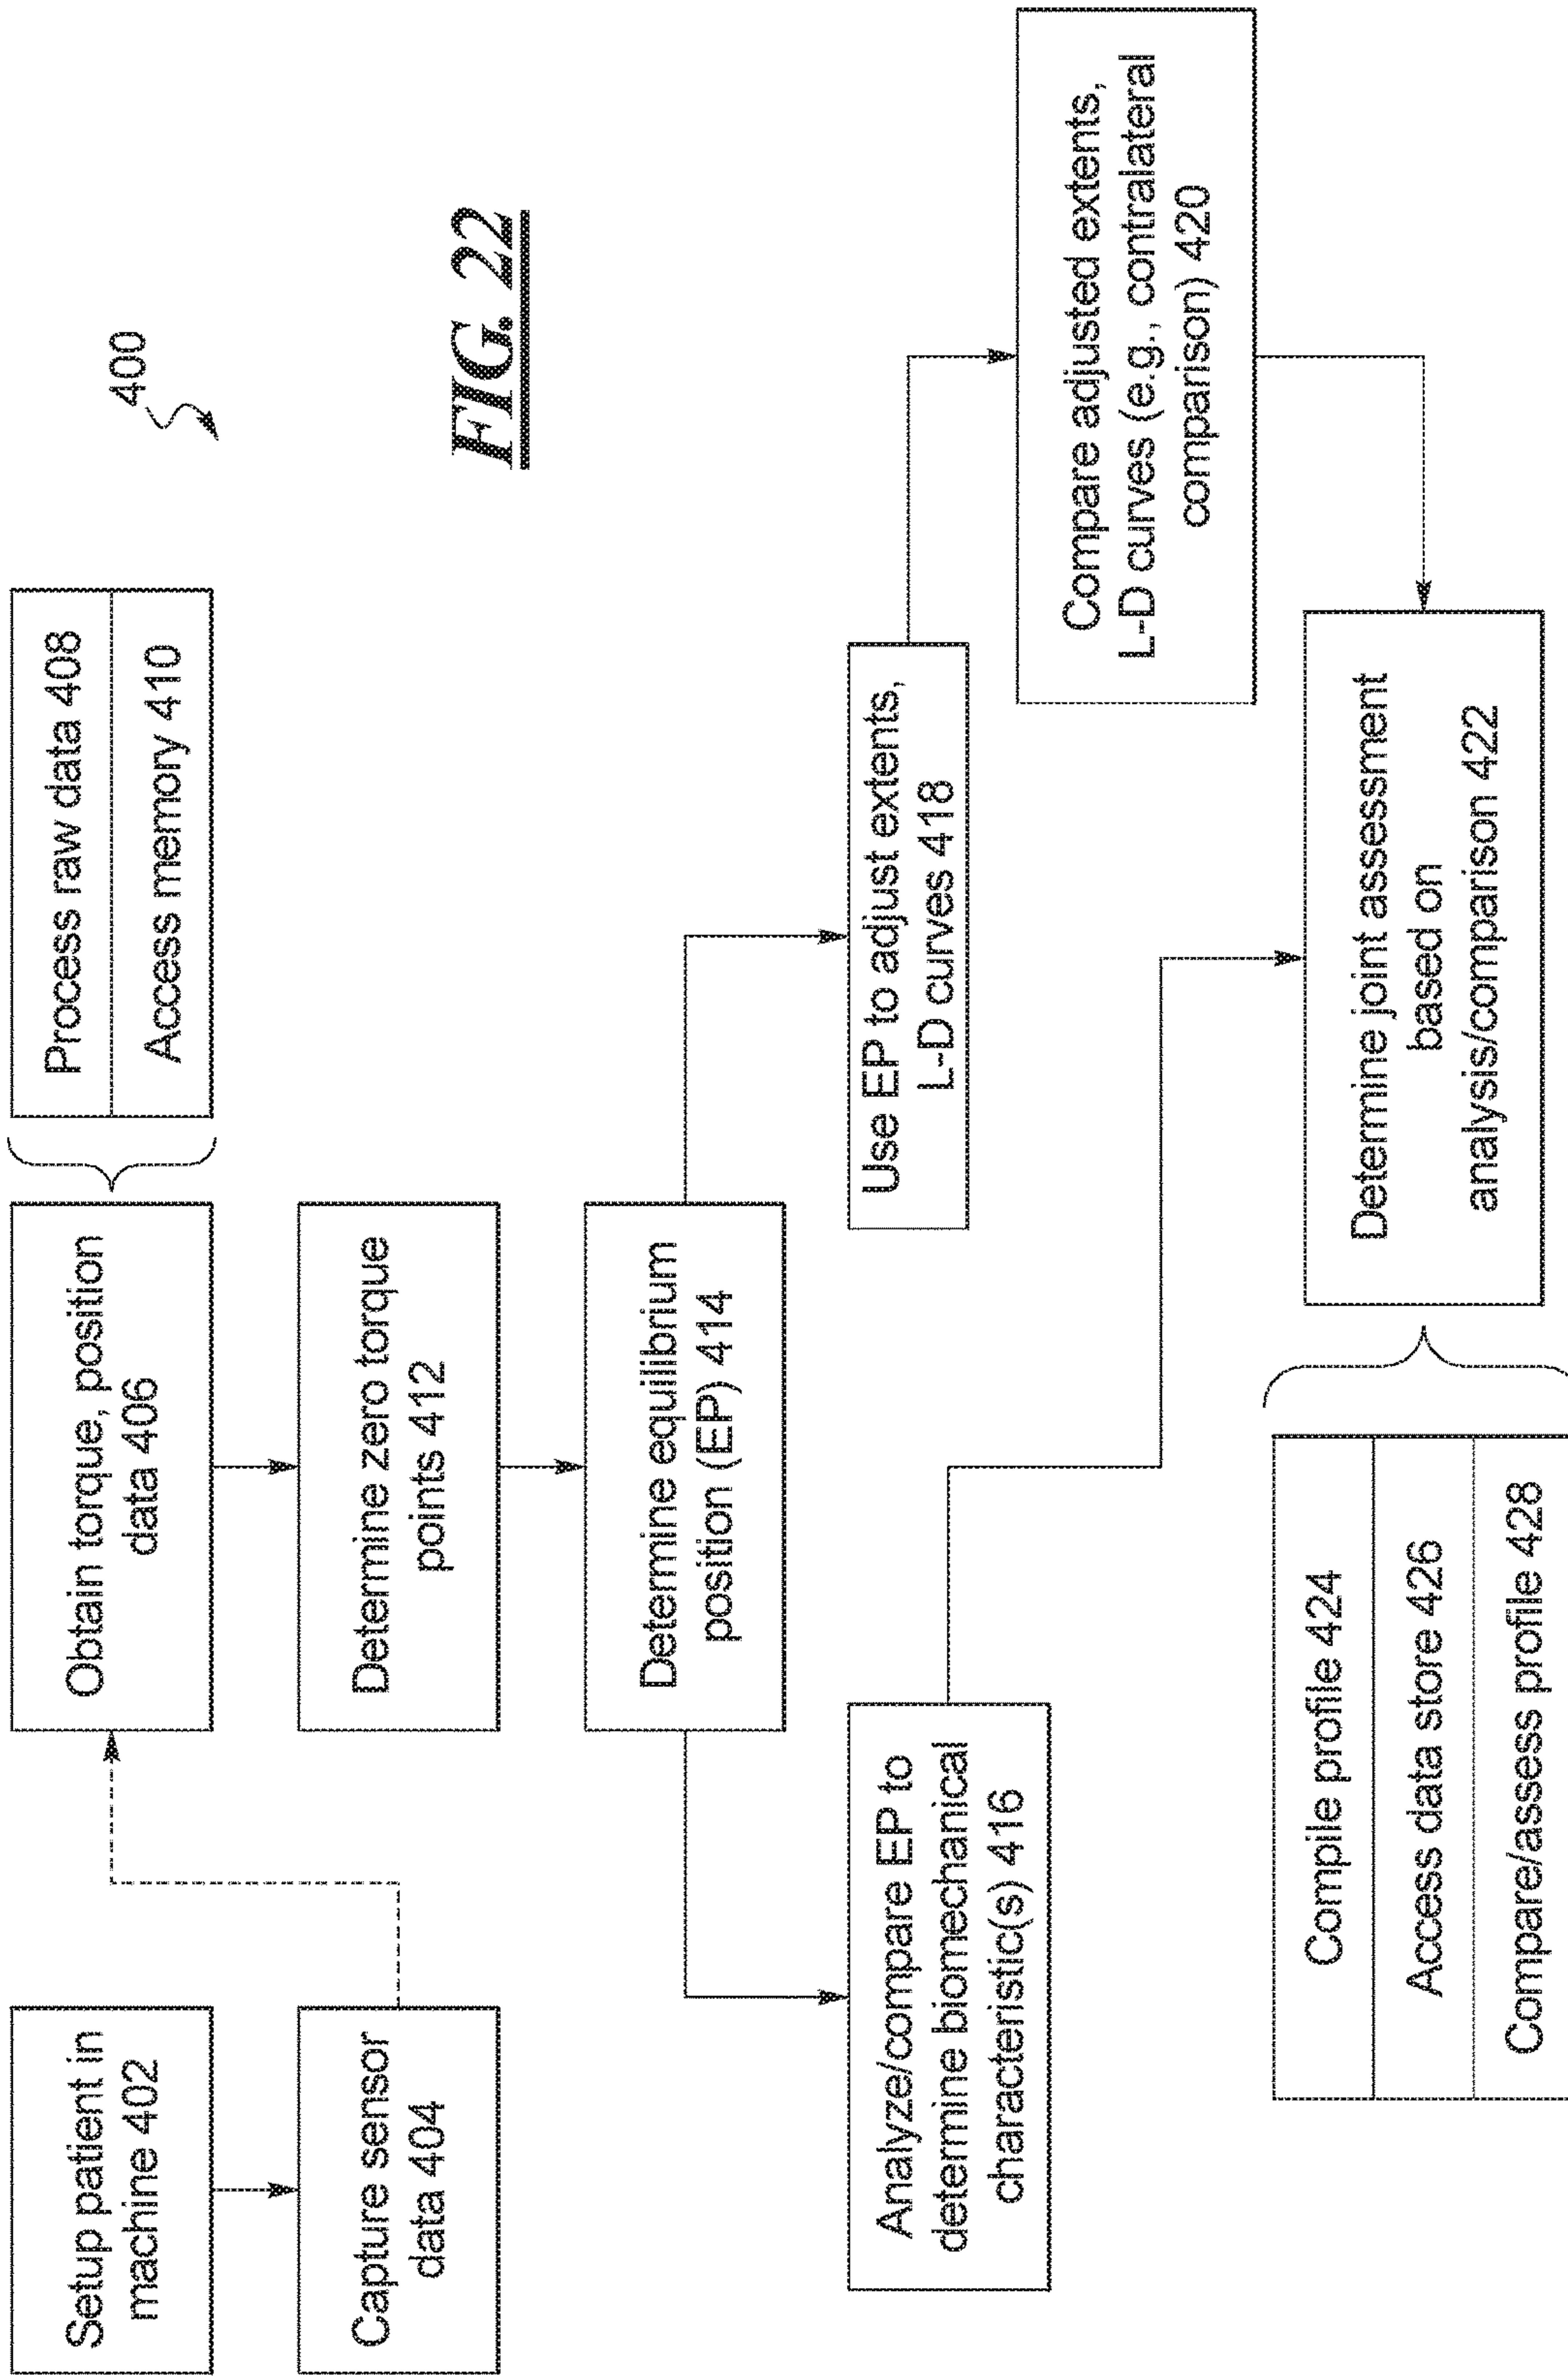 Setup patient in
machine 402
Capture sensor
data 404
Obtain torque, position
data 406
Process raw data 408
Access memory 410
400
Determine zero torque
points 412
Determine equilibrium
position (EP) 414
FIG. 22
Analyze/compare EP to
determine biomechanical
characteristic(s) 416
Use EP to adjust extents,
L-D curves 418
Compare adjusted extents,
L-D curves (e.g., contralateral
comparison) 420
Compile profile 424
Access data store 426
Compare/assess profile 428
Determine joint assessment
based on
analysis/comparison 422